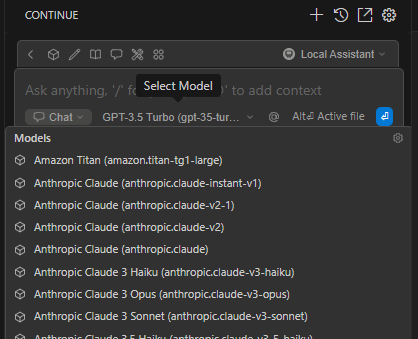 CONTINUE
Local Assistant
Ask anything, '/' for to add context
Select Model
Chat GPT-3.5 Turbo (gpt-35-tur... @ Alt⏎ Active file
Models
Amazon Titan (amazon.titan-tg1-large)
Anthropic Claude (anthropic.claude-instant-v1)
Anthropic Claude (anthropic.claude-v2-1)
Anthropic Claude (anthropic.claude-v2)
Anthropic Claude (anthropic.claude)
Anthropic Claude 3 Haiku (anthropic.claude-v3-haiku)
Anthropic Claude 3 Opus (anthropic.claude-v3-opus)
Anthropic Claude 3 Sonnet (anthropic.claude-v3-sonnet)
Anthropic Claude 3.5 Haiku (anthropic.claude-v3-5-haiku)